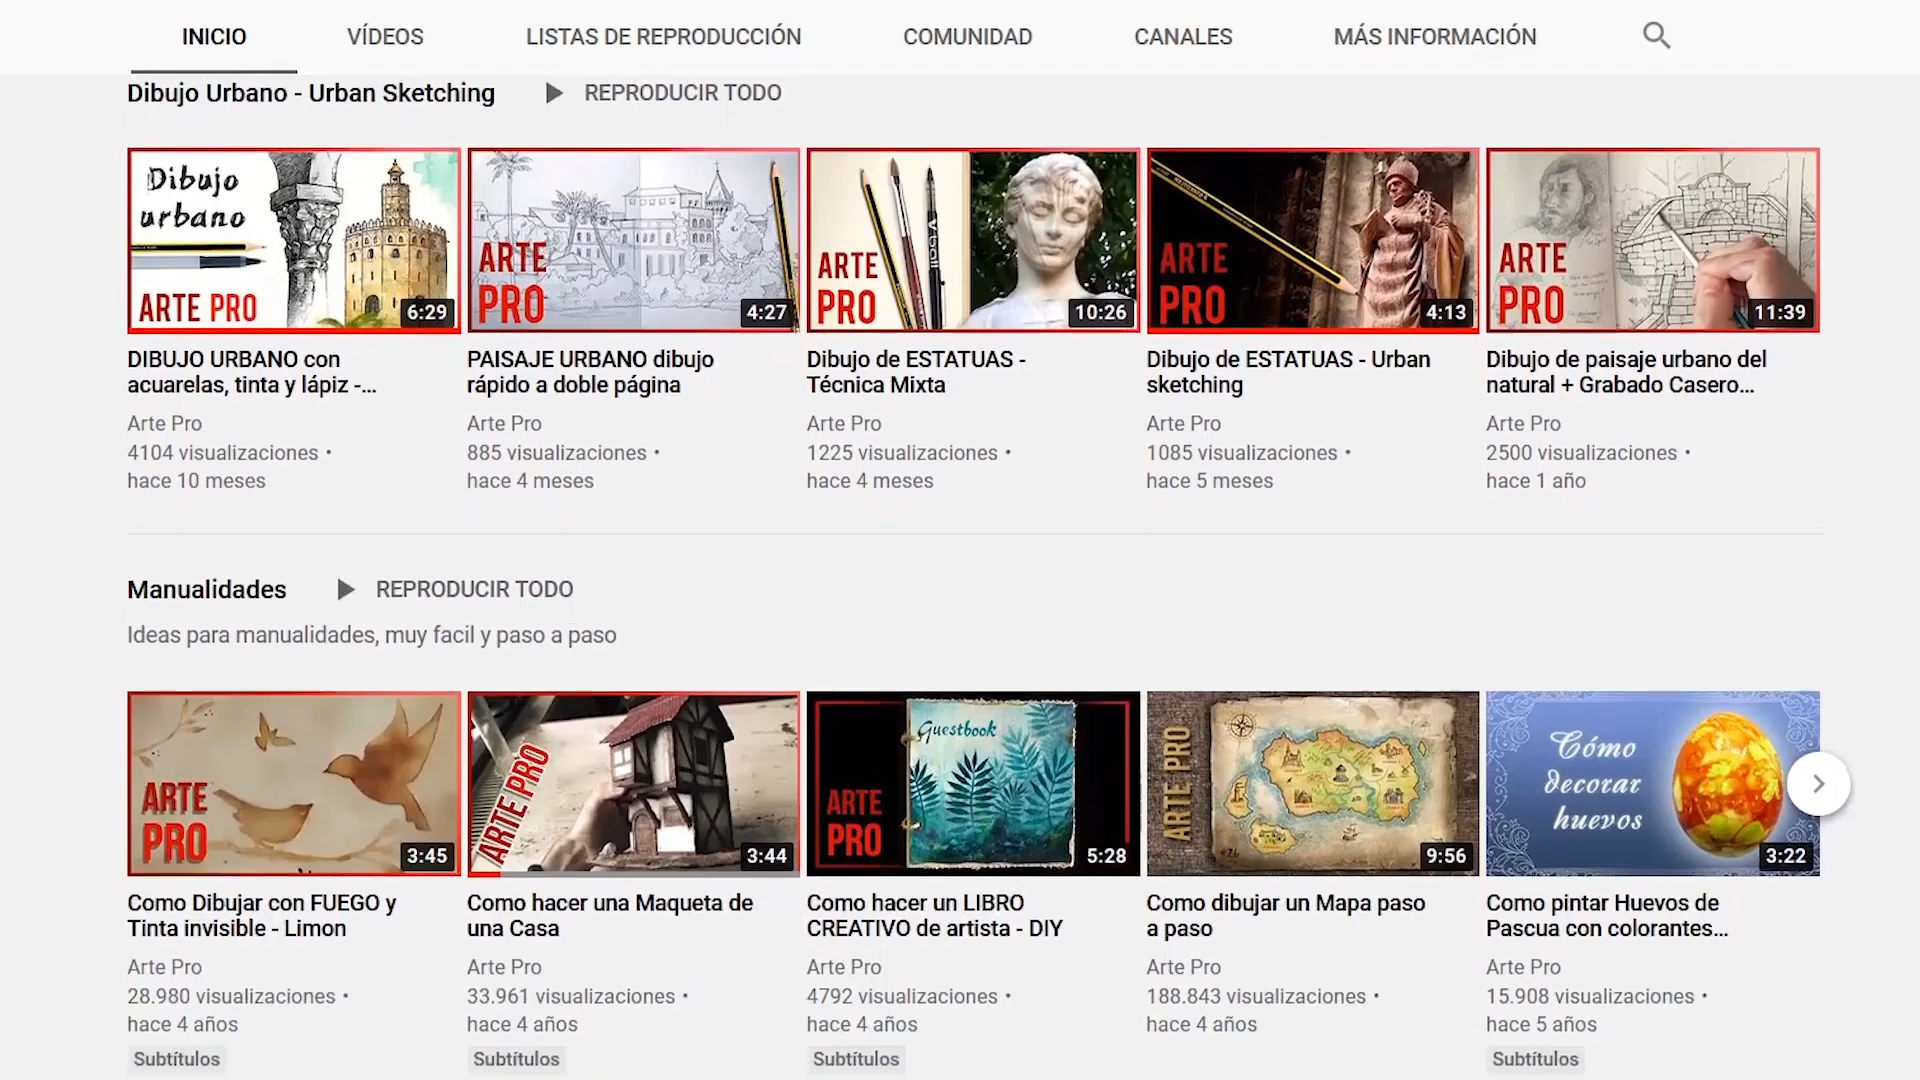 INICIO VÍDEOS LISTAS DE REPRODUCCIÓN COMUNIDAD CANALES MÁS INFORMACIÓN
Dibujo Urbano - Urban Sketching REPRODUCIR TODO
Dibujo
urbano
ARTE PRO
6:29
ARTE
PRO
4:27
ARTE
PRO
10:26
ARTE
PRO
4:13
ARTE
PRO
11:39
DIBUJO URBANO con
acuarelas, tinta y lápiz -...
Arte Pro
4104 visualizaciones •
hace 10 meses
PAISAJE URBANO dibujo
rápido a doble página
Arte Pro
885 visualizaciones •
hace 4 meses
Dibujo de ESTATUAS -
Técnica Mixta
Arte Pro
1225 visualizaciones •
hace 4 meses
Dibujo de ESTATUAS - Urban
sketching
Arte Pro
1085 visualizaciones •
hace 5 meses
Dibujo de paisaje urbano del
natural + Grabado Casero...
Arte Pro
2500 visualizaciones •
hace 1 año
Manualidades REPRODUCIR TODO
Ideas para manualidades, muy facil y paso a paso
ARTE
PRO
3:45
ARTE PRO
3:44
Guestbook
ARTE
PRO
5:28
ARTE PRO
9:56
Cómo
decorar
huevos
3:22
Como Dibujar con FUEGO y
Tinta invisible - Limon
Arte Pro
28.980 visualizaciones •
hace 4 años
Subtítulos
Como hacer una Maqueta de
una Casa
Arte Pro
33.961 visualizaciones •
hace 4 años
Subtítulos
Como hacer un LIBRO
CREATIVO de artista - DIY
Arte Pro
4792 visualizaciones •
hace 4 años
Subtítulos
Como dibujar un Mapa paso
a paso
Arte Pro
188.843 visualizaciones •
hace 4 años
Como pintar Huevos de
Pascua con colorantes...
Arte Pro
15.908 visualizaciones •
hace 5 años
Subtítulos